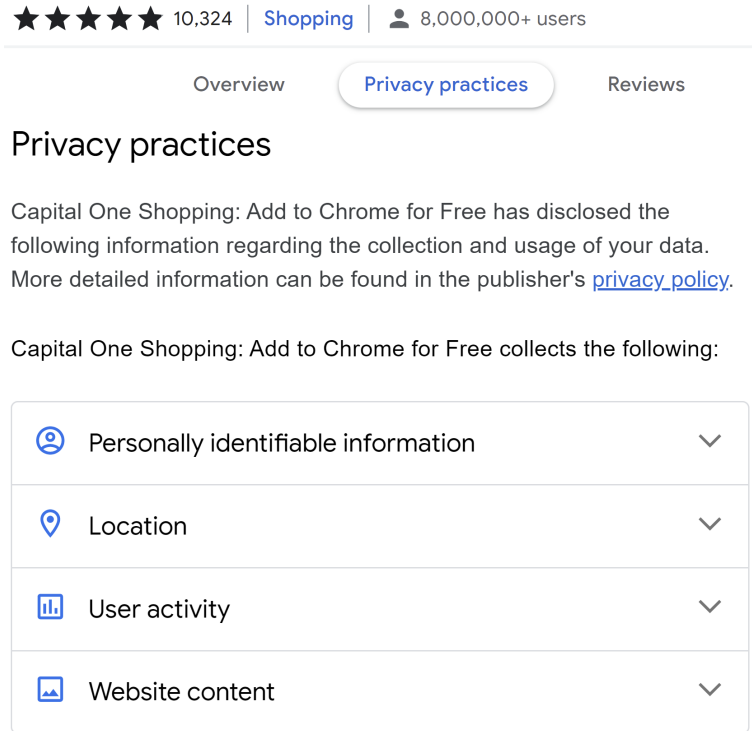 10,324 Shopping 8,000,000+ users
Overview Privacy practices Reviews
Privacy practices
Capital One Shopping: Add to Chrome for Free has disclosed the
following information regarding the collection and usage of your data.
More detailed information can be found in the publisher's privacy policy.
Capital One Shopping: Add to Chrome for Free collects the following:
Personally identifiable information
Location
User activity
Website content